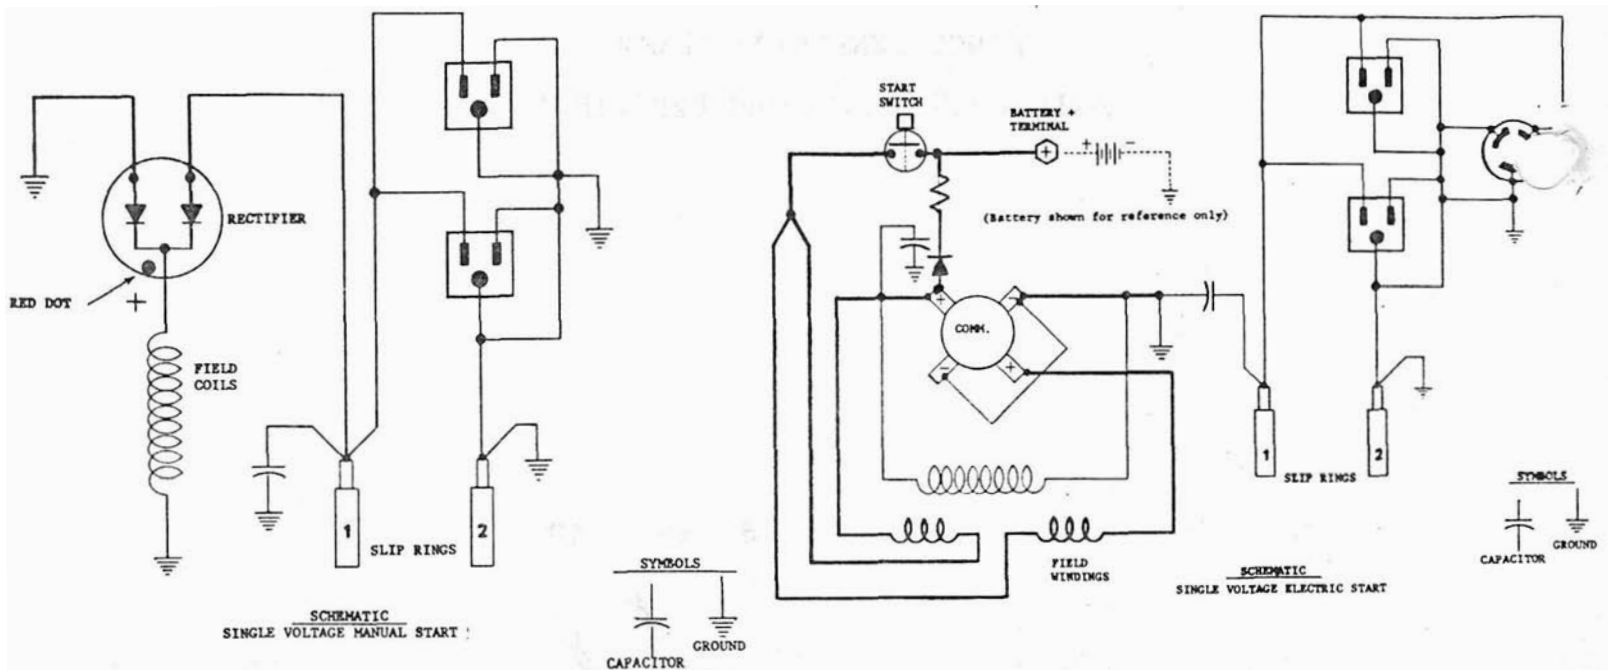 RECTIFIER
RED DOT
+
FIELD
COILS
1
SLIP RINGS
2
SCHEMATIC
SINGLE VOLTAGE MANUAL START
SYMBOLS
CAPACITOR
GROUND
START
SWITCH
BATTERY +
TERMINAL
+
+ -
(Battery shown for reference only)
+
-
COMM.
-
+
FIELD
WINDINGS
1
SLIP RINGS
2
SCHEMATIC
SINGLE VOLTAGE ELECTRIC START
SYMBOLS
CAPACITOR
GROUND